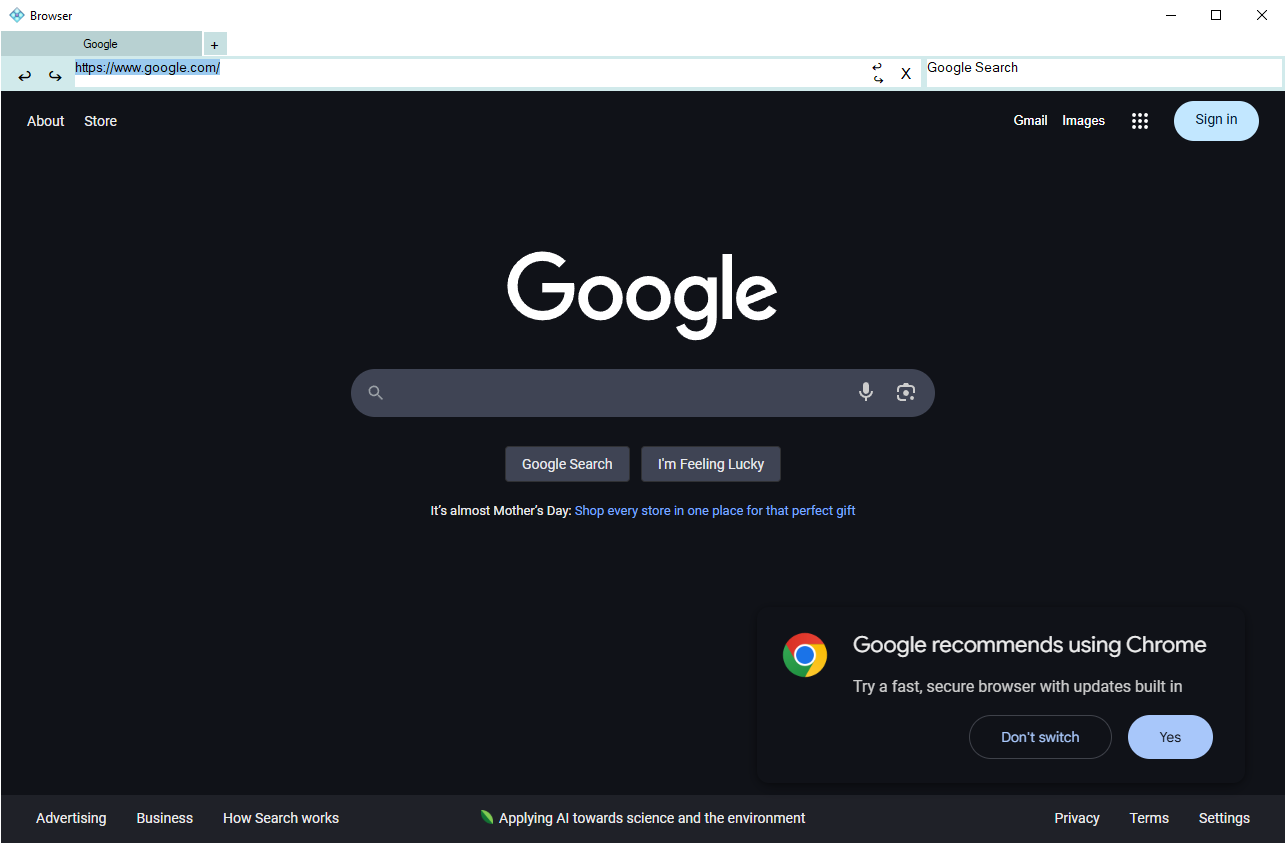 Browser
Google
+
https://www.google.com/
X
Google Search
About
Store
Gmail
Images
Sign in
Google
Google Search
I'm Feeling Lucky
It’s almost Mother’s Day: Shop every store in one place for that perfect gift
Google recommends using Chrome
Try a fast, secure browser with updates built in
Don't switch
Yes
Advertising
Business
How Search works
Applying AI towards science and the environment
Privacy
Terms
Settings